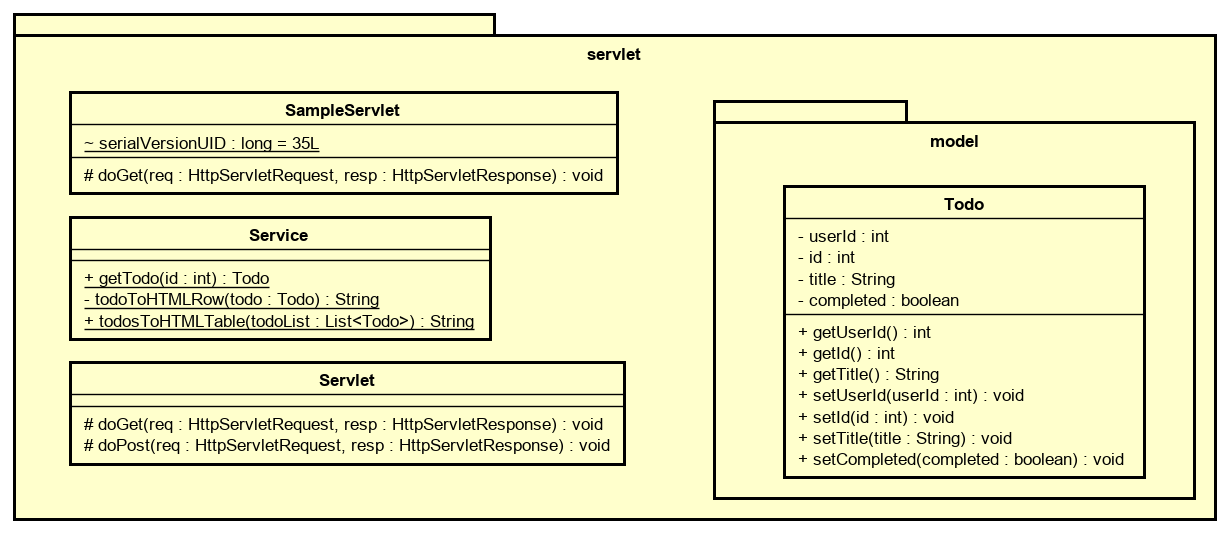 servlet
SampleServlet
~ serialVersionUID : long = 35L
# doGet(req : HttpServletRequest, resp : HttpServletResponse) : void
Service
+ getTodo(id : int) : Todo
- todoToHTMLRow(todo : Todo) : String
+ todosToHTMLTable(todoList : List<Todo>) : String
Servlet
# doGet(req : HttpServletRequest, resp : HttpServletResponse) : void
# doPost(req : HttpServletRequest, resp : HttpServletResponse) : void
model
Todo
- userId : int
- id : int
- title : String
- completed : boolean
+ getUserId() : int
+ getId() : int
+ getTitle() : String
+ setUserId(userId : int) : void
+ setId(id : int) : void
+ setTitle(title : String) : void
+ setCompleted(completed : boolean) : void